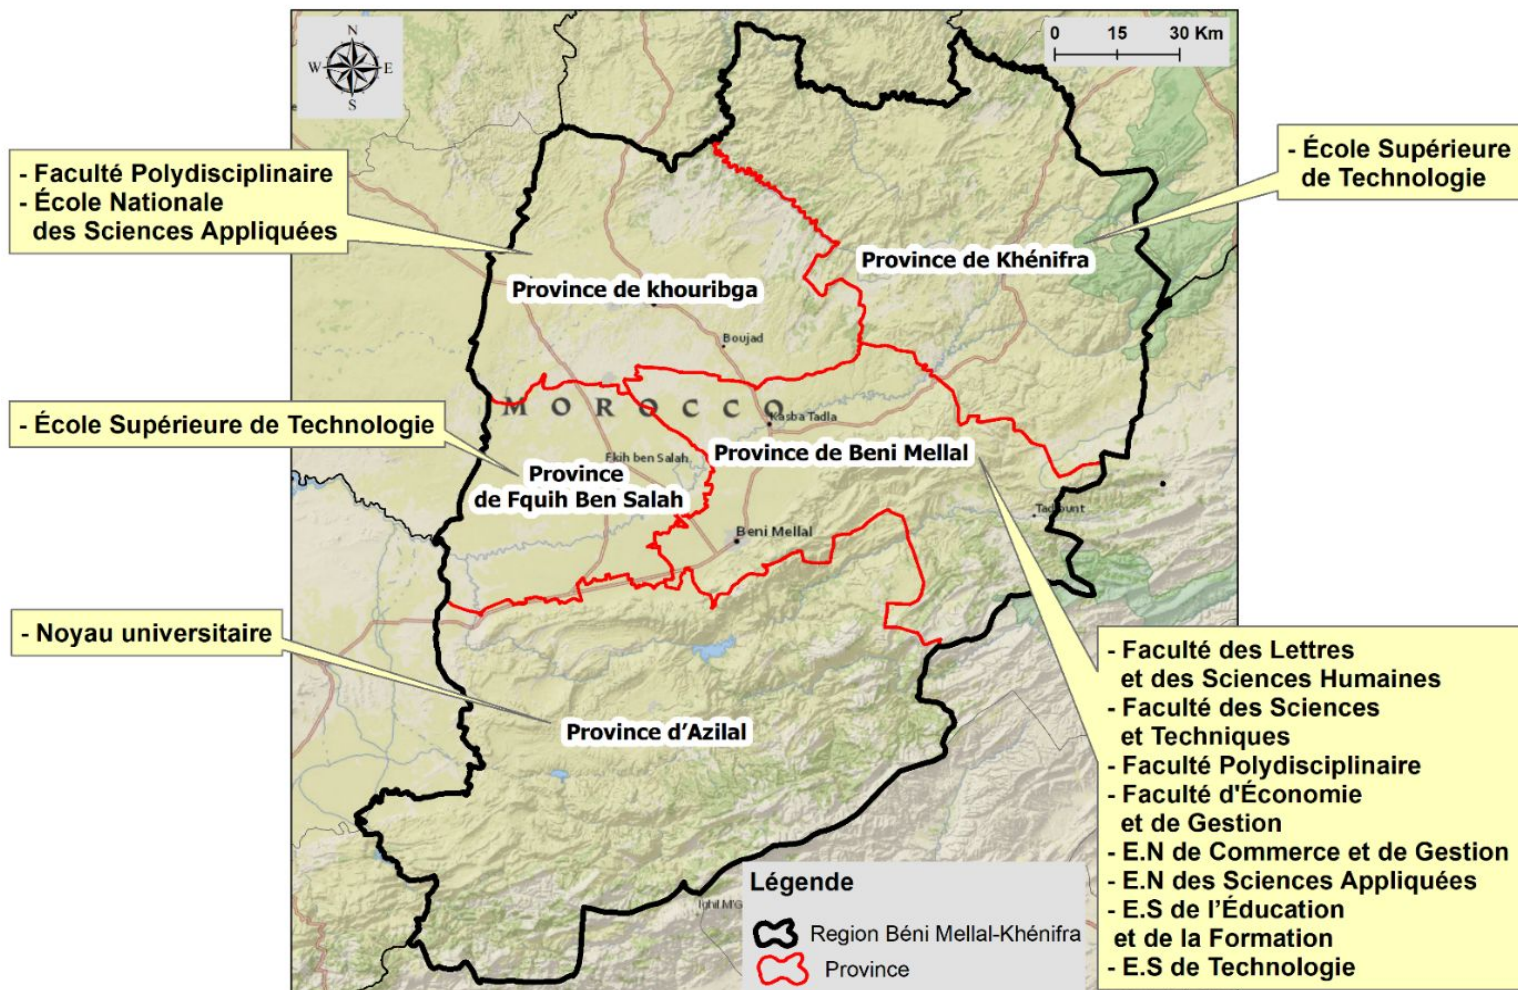 N
W E
S
0 15 30 Km
- Faculté Polydisciplinaire
- École Nationale
des Sciences Appliquées
- École Supérieure
de Technologie
Province de Khénifra
Province de khouribga
Boujad
MOROCCO
Kasba Tadla
- École Supérieure de Technologie
Province de Beni Mellal
Fkih ben Salah
Province
de Fquih Ben Salah
Beni Mellal
- Noyau universitaire
Province d'Azilal
- Faculté des Lettres
et des Sciences Humaines
- Faculté des Sciences
et Techniques
- Faculté Polydisciplinaire
- Faculté d'Économie
et de Gestion
- E.N de Commerce et de Gestion
- E.N des Sciences Appliquées
- E.S de l'Éducation
et de la Formation
- E.S de Technologie
Légende
Region Béni Mellal-Khénifra
Province
Ighil M'G